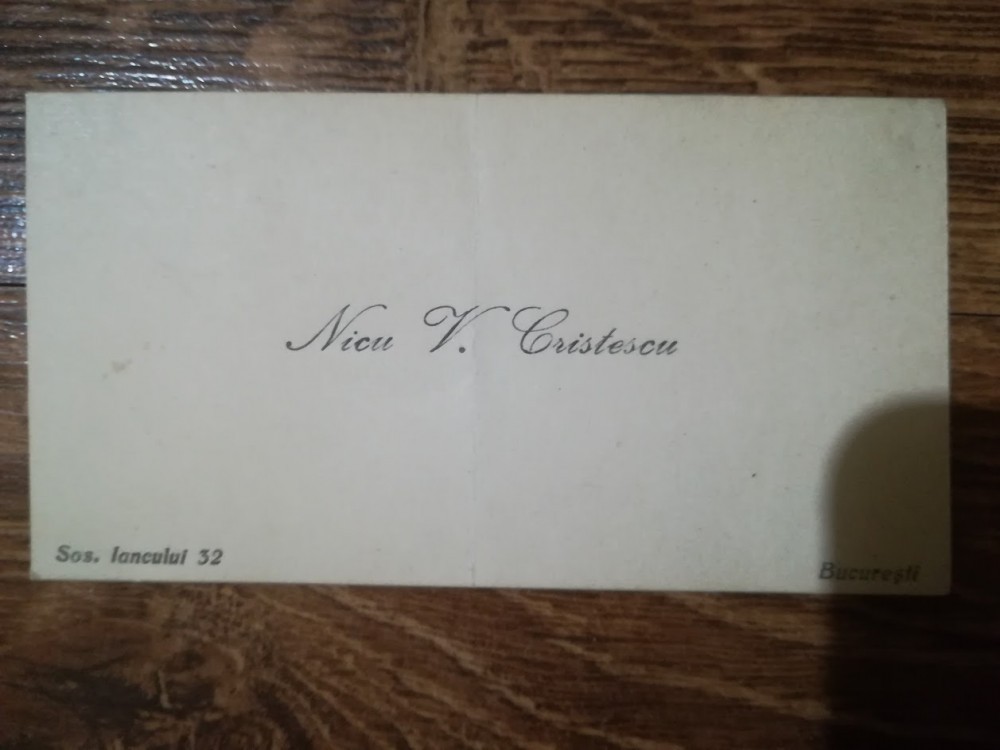 Nicu V. Cristescu
Sos. Iancului 32
București